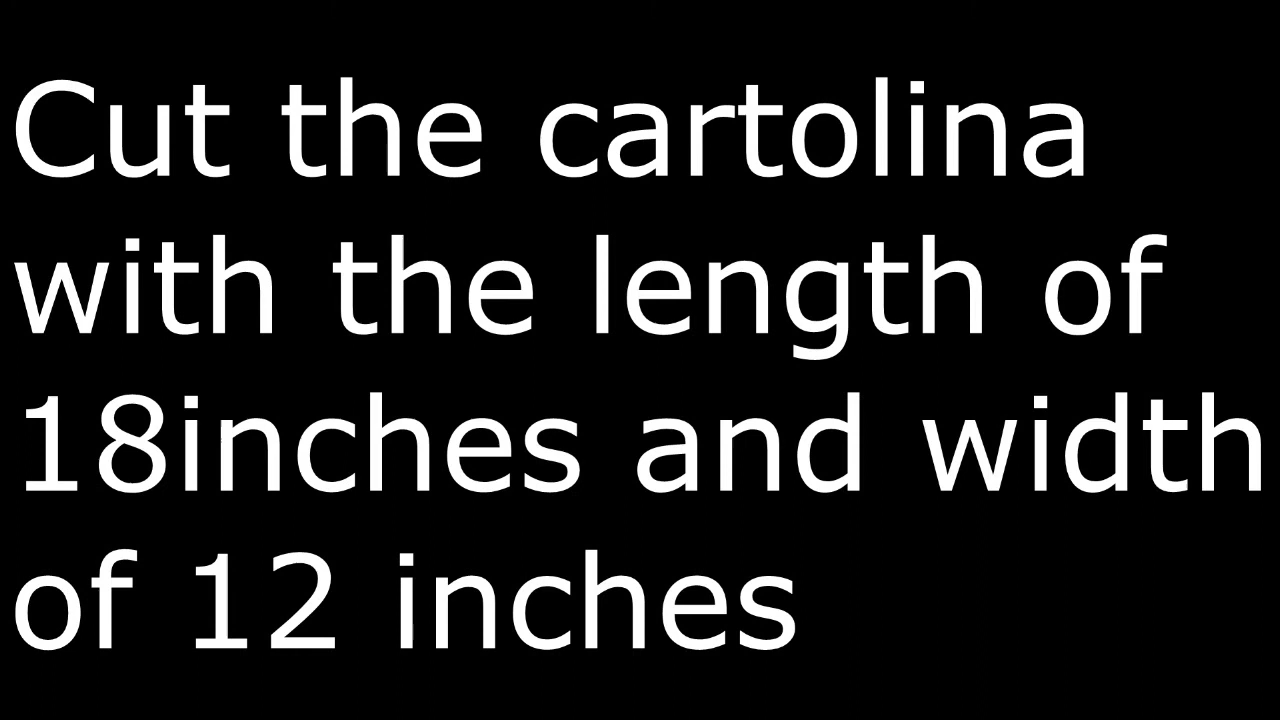 Cut the cartolina
with the length of
18inches and width
of 12 inches